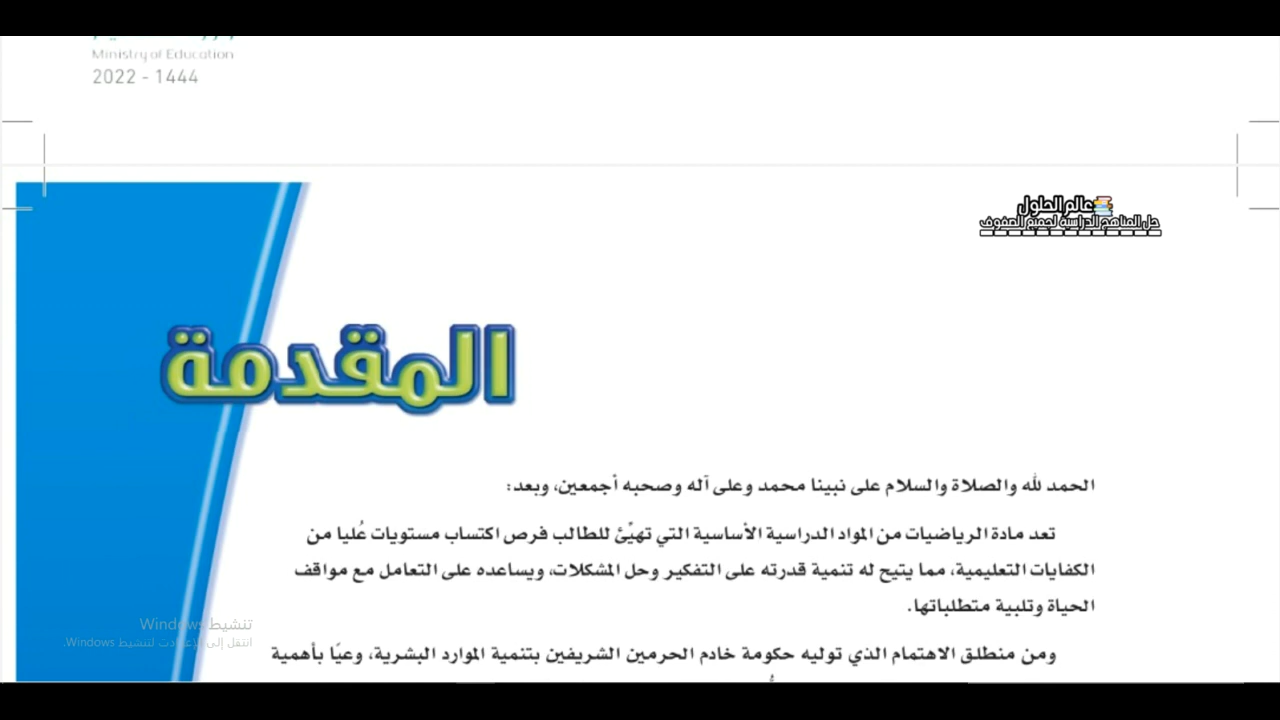 Ministry of Education
2022 - 1444
عالم الحلول
حل المناهج الدراسية لجميع الصفوف
المقدمة
الحمد لله والصلاة والسلام على نبينا محمد وعلى آله وصحبه أجمعين، وبعد:
تعد مادة الرياضيات من المواد الدراسية الأساسية التي تهيِّئ للطالب فرص اكتساب مستويات عُليا من
الكفايات التعليمية، مما يتيح له تنمية قدرته على التفكير وحل المشكلات، ويساعده على التعامل مع مواقف
الحياة وتلبية متطلباتها.
ومن منطلق الاهتمام الذي توليه حكومة خادم الحرمين الشريفين بتنمية الموارد البشرية، وعيًا بأهمية
تنشيط Windows
انتقل إلى الإعدادت لتنشيط Windows.